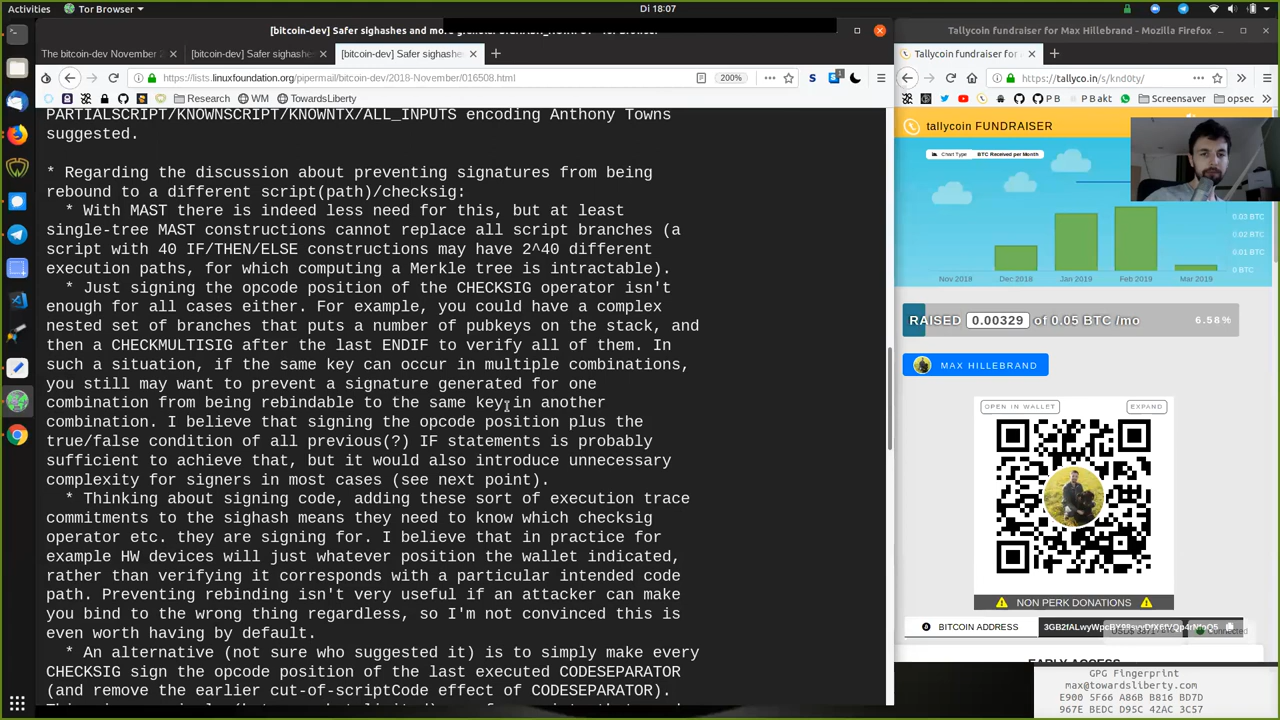 Activities
Tor Browser
Di 18:07
[bitcoin-dev] Safer sighashes and more
Tallycoin fundraiser for Max Hillebrand - Mozilla Firefox
The bitcoin-dev November
[bitcoin-dev] Safer sighashes
[bitcoin-dev] Safer sighashes
Tallycoin fundraiser for
https://lists.linuxfoundation.org/pipermail/bitcoin-dev/2018-November/016508.html
200%
https://tallyco.in/s/knd0ty/
Research
WM
TowardsLiberty
P B
P B akt
Screensaver
opsec
PARTIALSCRIPT/KNOWNSCRIPT/KNOWNTX/ALL_INPUTS encoding Anthony Towns
suggested.
* Regarding the discussion about preventing signatures from being
rebound to a different script(path)/checksig:
* With MAST there is indeed less need for this, but at least
single-tree MAST constructions cannot replace all script branches (a
script with 40 IF/THEN/ELSE constructions may have 2^40 different
execution paths, for which computing a Merkle tree is intractable).
* Just signing the opcode position of the CHECKSIG operator isn't
enough for all cases either. For example, you could have a complex
nested set of branches that puts a number of pubkeys on the stack, and
then a CHECKMULTISIG after the last ENDIF to verify all of them. In
such a situation, if the same key can occur in multiple combinations,
you still may want to prevent a signature generated for one
combination from being rebindable to the same key in another
combination. I believe that signing the opcode position plus the
true/false condition of all previous(?) IF statements is probably
sufficient to achieve that, but it would also introduce unnecessary
complexity for signers in most cases (see next point).
* Thinking about signing code, adding these sort of execution trace
commitments to the sighash means they need to know which checksig
operator etc. they are signing for. I believe that in practice for
example HW devices will just whatever position the wallet indicated,
rather than verifying it corresponds with a particular intended code
path. Preventing rebinding isn't very useful if an attacker can make
you bind to the wrong thing regardless, so I'm not convinced this is
even worth having by default.
* An alternative (not sure who suggested it) is to simply make every
CHECKSIG sign the opcode position of the last executed CODESEPARATOR
(and remove the earlier cut-of-scriptCode effect of CODESEPARATOR).
tallycoin FUNDRAISER
Chart Type
BTC Received per Month
0.03 BTC
0.02 BTC
0.01 BTC
0 BTC
Nov 2018
Dec 2018
Jan 2019
Feb 2019
Mar 2019
RAISED 0.00329 of 0.05 BTC /mo
6.58%
MAX HILLEBRAND
OPEN IN WALLET
EXPAND
NON PERK DONATIONS
BITCOIN ADDRESS
Connected
GPG Fingerprint
max@towardsliberty.com
E900 5F66 A86B B816 BD7D
967E BEDC D95C 42AC 3C57